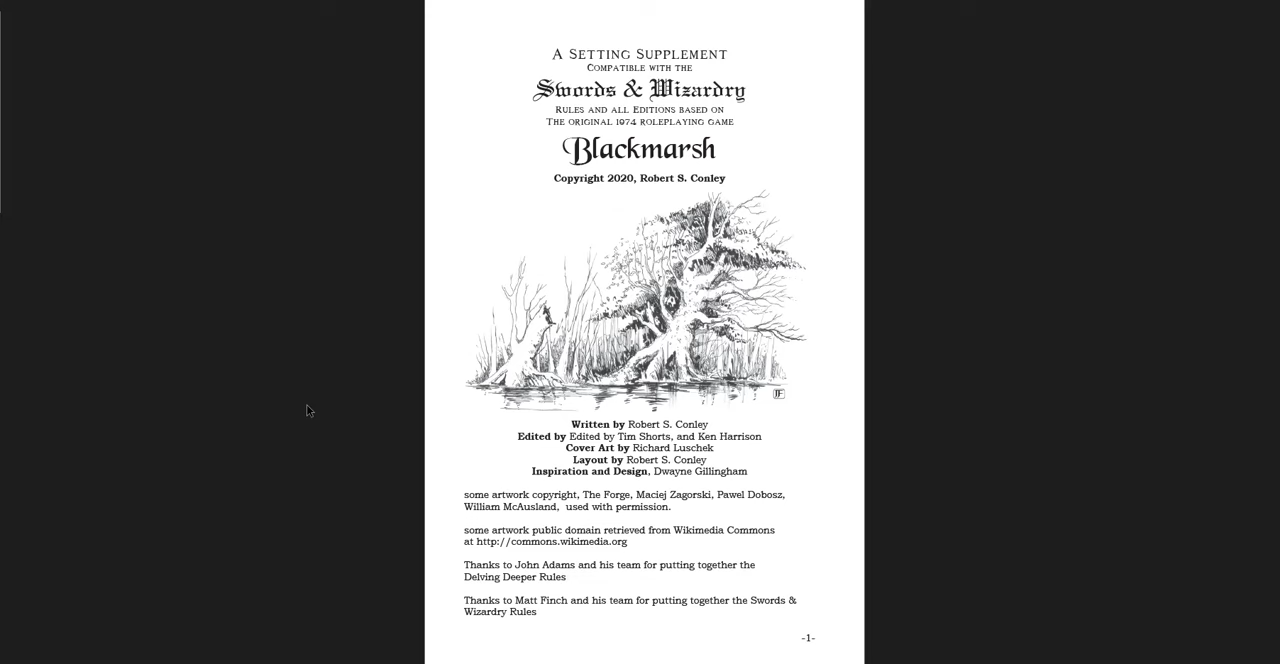 A Setting Supplement
Compatible with the
Swords & Wizardry
Rules and all Editions based on
The original 1974 roleplaying game
Blackmarsh
Copyright 2020, Robert S. Conley
Written by Robert S. Conley
Edited by Edited by Tim Shorts, and Ken Harrison
Cover Art by Richard Luschek
Layout by Robert S. Conley
Inspiration and Design, Dwayne Gillingham
some artwork copyright, The Forge, Maciej Zagorski, Pawel Dobosz,
William McAusland,  used with permission.
some artwork public domain retrieved from Wikimedia Commons
at http://commons.wikimedia.org
Thanks to John Adams and his team for putting together the
Delving Deeper Rules
Thanks to Matt Finch and his team for putting together the Swords &
Wizardry Rules
-1-